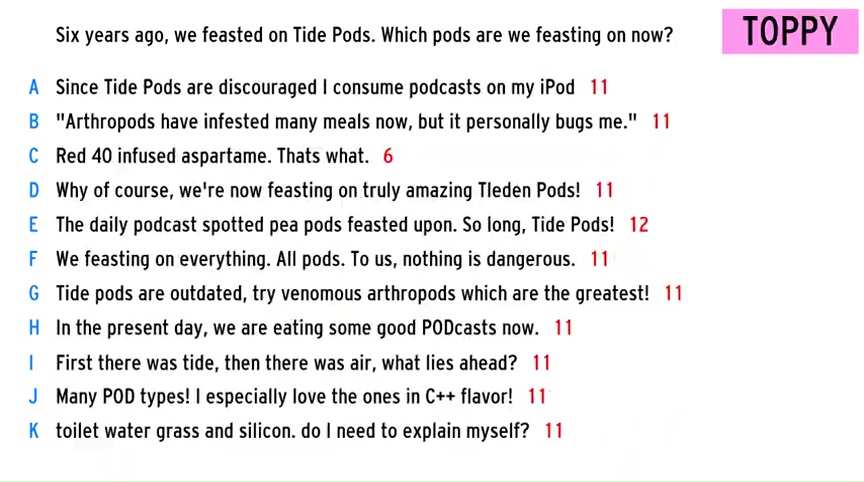 Six years ago, we feasted on Tide Pods. Which pods are we feasting on now?
TOPPY
A Since Tide Pods are discouraged I consume podcasts on my iPod 11
B "Arthropods have infested many meals now, but it personally bugs me." 11
C Red 40 infused aspartame. Thats what. 6
D Why of course, we're now feasting on truly amazing Tleden Pods! 11
E The daily podcast spotted pea pods feasted upon. So long, Tide Pods! 12
F We feasting on everything. All pods. To us, nothing is dangerous. 11
G Tide pods are outdated, try venomous arthropods which are the greatest! 11
H In the present day, we are eating some good PODcasts now. 11
I First there was tide, then there was air, what lies ahead? 11
J Many POD types! I especially love the ones in C++ flavor! 11
K toilet water grass and silicon. do I need to explain myself? 11